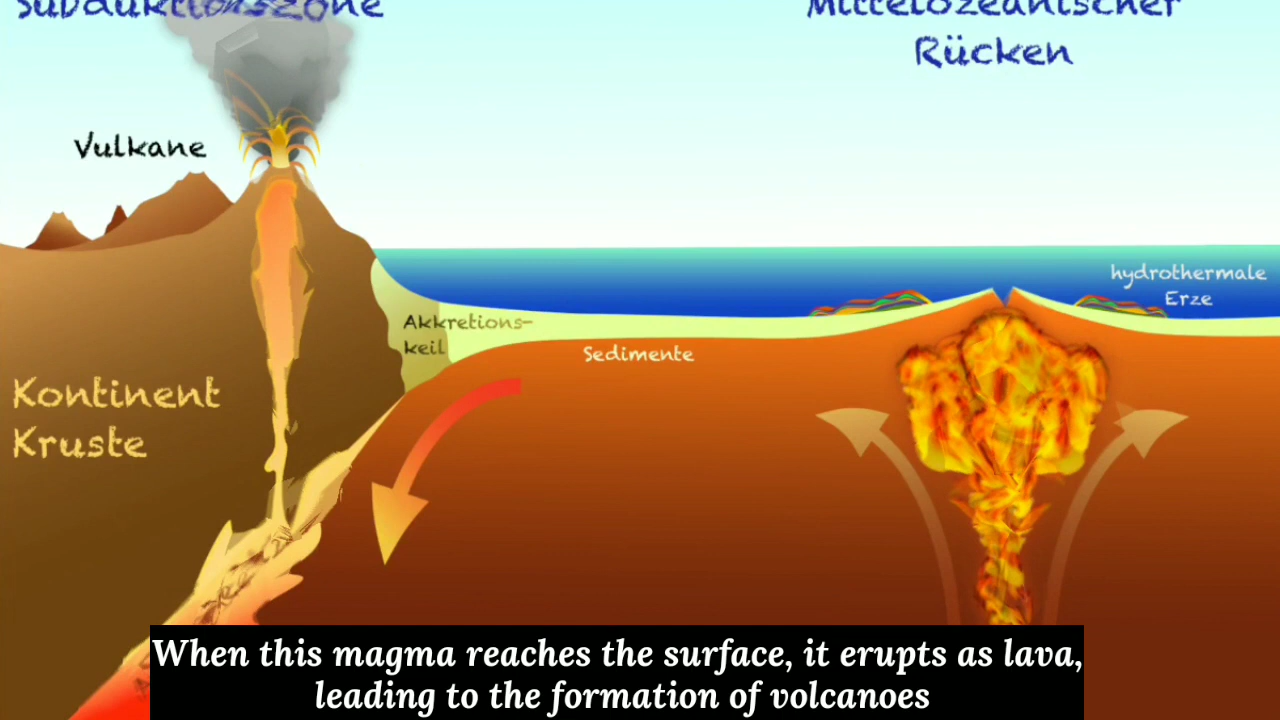 Subduktionszone
Mittelozeanischer
Rücken
Vulkane
hydrothermale
Erze
Akkretions-
keil
Sedimente
Kontinent
Kruste
When this magma reaches the surface, it erupts as lava,
leading to the formation of volcanoes